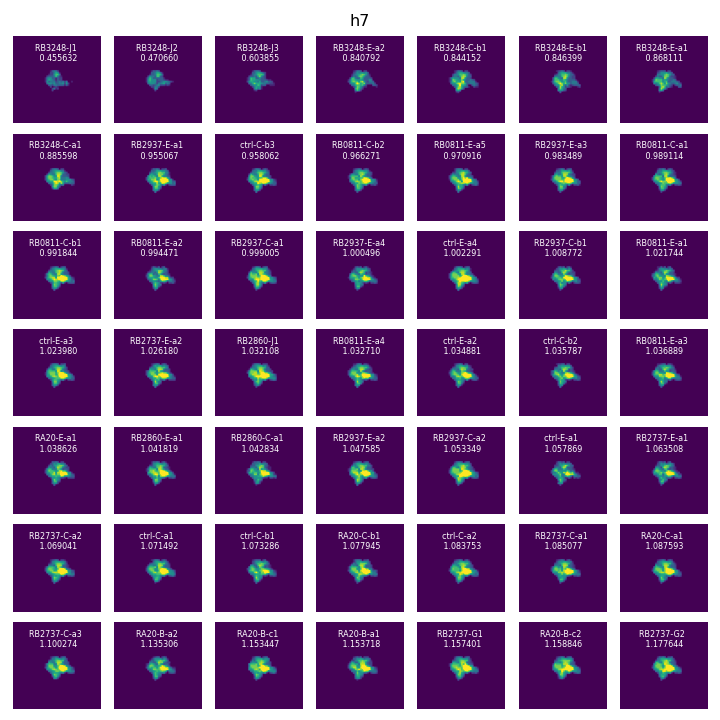 h7
RB3248-J1
0.455632
RB3248-J2
0.470660
RB3248-J3
0.603855
RB3248-E-a2
0.840792
RB3248-C-b1
0.844152
RB3248-E-b1
0.846399
RB3248-E-a1
0.868111
RB3248-C-a1
0.885598
RB2937-E-a1
0.955067
ctrl-C-b3
0.958062
RB0811-C-b2
0.966271
RB0811-E-a5
0.970916
RB2937-E-a3
0.983489
RB0811-C-a1
0.989114
RB0811-C-b1
0.991844
RB0811-E-a2
0.994471
RB2937-C-a1
0.999005
RB2937-E-a4
1.000496
ctrl-E-a4
1.002291
RB2937-C-b1
1.008772
RB0811-E-a1
1.021744
ctrl-E-a3
1.023980
RB2737-E-a2
1.026180
RB2860-J1
1.032108
RB0811-E-a4
1.032710
ctrl-E-a2
1.034881
ctrl-C-b2
1.035787
RB0811-E-a3
1.036889
RA20-E-a1
1.038626
RB2860-E-a1
1.041819
RB2860-C-a1
1.042834
RB2937-E-a2
1.047585
RB2937-C-a2
1.053349
ctrl-E-a1
1.057869
RB2737-E-a1
1.063508
RB2737-C-a2
1.069041
ctrl-C-a1
1.071492
ctrl-C-b1
1.073286
RA20-C-b1
1.077945
ctrl-C-a2
1.083753
RB2737-C-a1
1.085077
RA20-C-a1
1.087593
RB2737-C-a3
1.100274
RA20-B-a2
1.135306
RA20-B-c1
1.153447
RA20-B-a1
1.153718
RB2737-G1
1.157401
RA20-B-c2
1.158846
RB2737-G2
1.177644